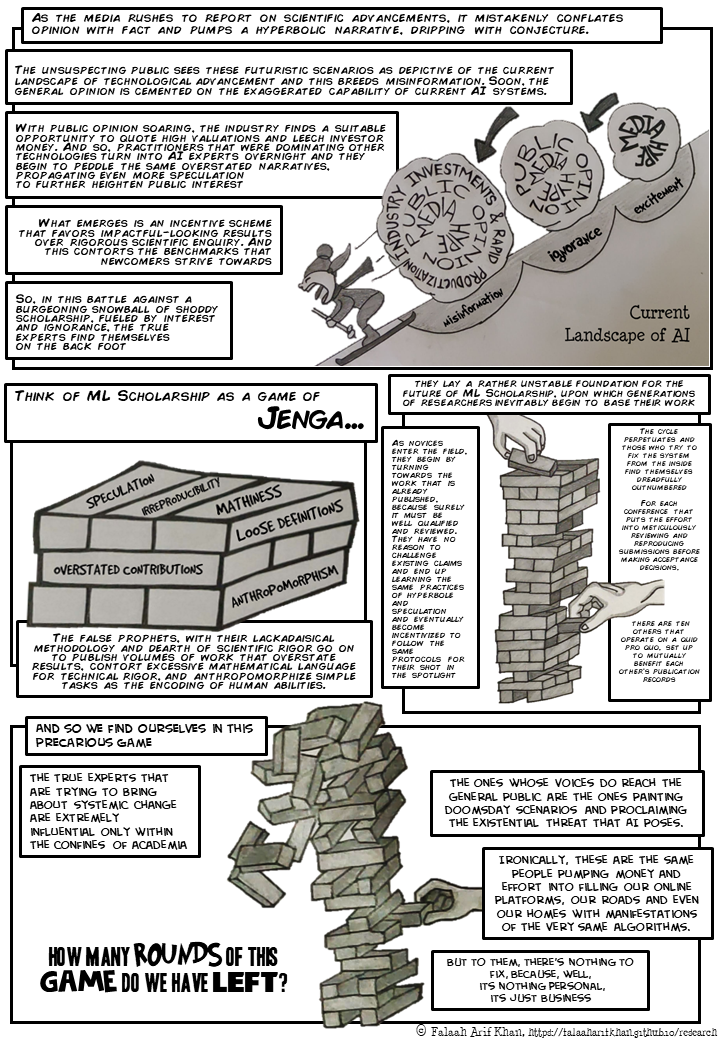 AS THE MEDIA RUSHES TO REPORT ON SCIENTIFIC ADVANCEMENTS, IT MISTAKENLY CONFLATES
OPINION WITH FACT AND PUMPS A HYPERBOLIC NARRATIVE, DRIPPING WITH CONJECTURE.
THE UNSUSPECTING PUBLIC SEES THESE FUTURISTIC SCENARIOS AS DEPICTIVE OF THE CURRENT
LANDSCAPE OF TECHNOLOGICAL ADVANCEMENT AND THIS BREEDS MISINFORMATION. SOON, THE
GENERAL OPINION IS CEMENTED ON THE EXAGGERATED CAPABILITY OF CURRENT AI SYSTEMS.
WITH PUBLIC OPINION SOARING, THE INDUSTRY FINDS A SUITABLE
OPPORTUNITY TO QUOTE HIGH VALUATIONS AND LEECH INVESTOR
MONEY. AND SO, PRACTITIONERS THAT WERE DOMINATING OTHER
TECHNOLOGIES TURN INTO AI EXPERTS OVERNIGHT AND THEY
BEGIN TO PEDDLE THE SAME OVERSTATED NARRATIVES,
PROPAGATING EVEN MORE SPECULATION
TO FURTHER HEIGHTEN PUBLIC INTEREST
WHAT EMERGES IS AN INCENTIVE SCHEME
THAT FAVORS IMPACTFUL-LOOKING RESULTS
OVER RIGOROUS SCIENTIFIC ENQUIRY. AND
THIS CONTORTS THE BENCHMARKS THAT
NEWCOMERS STRIVE TOWARDS
SO, IN THIS BATTLE AGAINST A
BURGEONING SNOWBALL OF SHODDY
SCHOLARSHIP, FUELED BY INTEREST
AND IGNORANCE, THE TRUE
EXPERTS FIND THEMSELVES
ON THE BACK FOOT
MEDIA HYPE
PUBLIC OPINION
MEDIA HYPE
INDUSTRY INVESTMENTS & RAPID PRODUCTIZATION
PUBLIC OPINION
MEDIA HYPE
excitement
ignorance
misinformation
Current
Landscape of AI
THINK OF ML SCHOLARSHIP AS A GAME OF
JENGA...
SPECULATION
IRREPRODUCIBILITY
MATHINESS
LOOSE DEFINITIONS
OVERSTATED CONTRIBUTIONS
ANTHROPOMORPHISM
THE FALSE PROPHETS, WITH THEIR LACKADAISICAL
METHODOLOGY AND DEARTH OF SCIENTIFIC RIGOR GO ON
TO PUBLISH VOLUMES OF WORK THAT OVERSTATE
RESULTS, CONTORT EXCESSIVE MATHEMATICAL LANGUAGE
FOR TECHNICAL RIGOR, AND ANTHROPOMORPHIZE SIMPLE
TASKS AS THE ENCODING OF HUMAN ABILITIES.
THEY LAY A RATHER UNSTABLE FOUNDATION FOR THE
FUTURE OF ML SCHOLARSHIP, UPON WHICH GENERATIONS
OF RESEARCHERS INEVITABLY BEGIN TO BASE THEIR WORK
AS NOVICES
ENTER THE FIELD,
THEY BEGIN BY
TURNING
TOWARDS THE
WORK THAT IS
ALREADY
PUBLISHED,
BECAUSE SURELY
IT MUST BE
WELL QUALIFIED
AND REVIEWED.
THEY HAVE NO
REASON TO
CHALLENGE
EXISTING CLAIMS
AND END UP
LEARNING THE
SAME PRACTICES
OF HYPERBOLE
AND
SPECULATION
AND EVENTUALLY
BECOME
INCENTIVIZED TO
FOLLOW THE
SAME
PROTOCOLS FOR
THEIR SHOT IN
THE SPOTLIGHT
THE CYCLE
PERPETUATES AND
THOSE WHO TRY TO
FIX THE SYSTEM
FROM THE INSIDE
FIND THEMSELVES
DREADFULLY
OUTNUMBERED
FOR EACH
CONFERENCE THAT
PUTS THE EFFORT
INTO METICULOUSLY
REVIEWING AND
REPRODUCING
SUBMISSIONS BEFORE
MAKING ACCEPTANCE
DECISIONS,
THERE ARE TEN
OTHERS THAT
OPERATE ON A QUID
PRO QUO, SET UP
TO MUTUALLY
BENEFIT EACH
OTHER'S PUBLICATION
RECORDS
AND SO WE FIND OURSELVES IN THIS
PRECARIOUS GAME
THE TRUE EXPERTS THAT
ARE TRYING TO BRING
ABOUT SYSTEMIC CHANGE
ARE EXTREMELY
INFLUENTIAL ONLY WITHIN
THE CONFINES OF ACADEMIA
THE ONES WHOSE VOICES DO REACH THE
GENERAL PUBLIC ARE THE ONES PAINTING
DOOMSDAY SCENARIOS AND PROCLAIMING
THE EXISTENTIAL THREAT THAT AI POSES.
IRONICALLY, THESE ARE THE SAME
PEOPLE PUMPING MONEY AND
EFFORT INTO FILLING OUR ONLINE
PLATFORMS, OUR ROADS AND EVEN
OUR HOMES WITH MANIFESTATIONS
OF THE VERY SAME ALGORITHMS.
BUT TO THEM, THERE'S NOTHING TO
FIX, BECAUSE, WELL,
ITS NOTHING PERSONAL,
ITS JUST BUSINESS
HOW MANY ROUNDS OF THIS
GAME DO WE HAVE LEFT?
© Falaah Arif Khan, https://falaaharifkhan.github.io/research